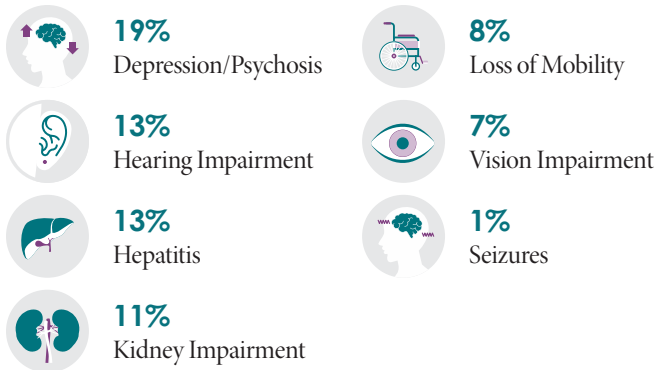 19%
Depression/Psychosis
13%
Hearing Impairment
13%
Hepatitis
11%
Kidney Impairment
8%
Loss of Mobility
7%
Vision Impairment
1%
Seizures